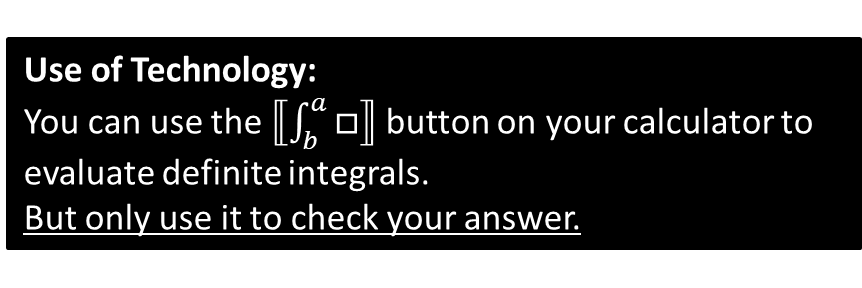 Use of Technology:
You can use the ⟦∫ᵇᵃ □⟧ button on your calculator to
evaluate definite integrals.
But only use it to check your answer.